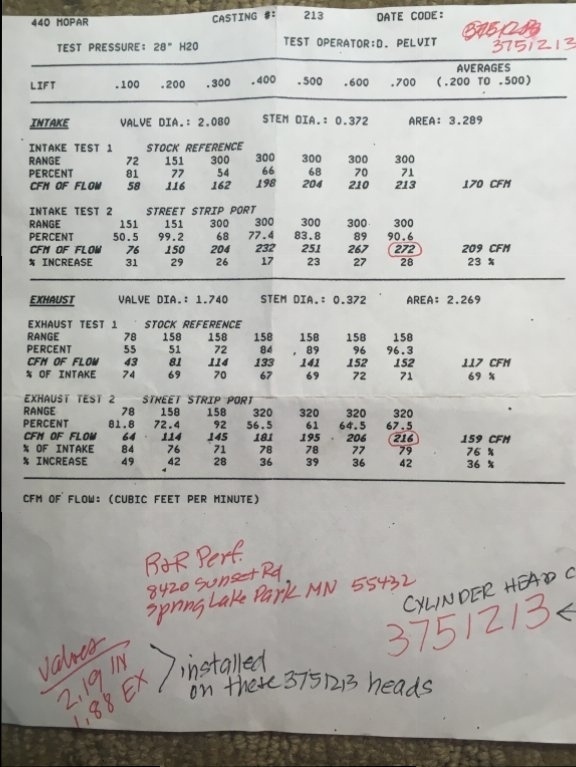 440 MOPAR CASTING #: 213 DATE CODE:
3751213
TEST PRESSURE: 28" H2O TEST OPERATOR:D. PELVIT 3751213
AVERAGES
LIFT .100 .200 .300 .400 .500 .600 .700 (.200 TO .500)
INTAKE VALVE DIA.: 2.080 STEM DIA.: 0.372 AREA: 3.289
INTAKE TEST 1 STOCK REFERENCE
RANGE 72 151 300 300 300 300 300
PERCENT 81 77 54 66 68 70 71
CFM OF FLOW 58 116 162 198 204 210 213 170 CFM
INTAKE TEST 2 STREET STRIP PORT
RANGE 151 151 300 300 300 300 300
PERCENT 50.5 99.2 68 77.4 83.8 89 90.6
CFM OF FLOW 76 150 204 232 251 267 272 209 CFM
% INCREASE 31 29 26 17 23 27 28 23 %
EXHAUST VALVE DIA.: 1.740 STEM DIA.: 0.372 AREA: 2.269
EXHAUST TEST 1 STOCK REFERENCE
RANGE 78 158 158 158 158 158 158
PERCENT 55 51 72 84 89 96 96.3
CFM OF FLOW 43 81 114 133 141 152 152 117 CFM
% OF INTAKE 74 69 70 67 69 72 71 69 %
EXHAUST TEST 2 STREET STRIP PORT
RANGE 78 158 158 320 320 320 320
PERCENT 81.8 72.4 92 56.5 61 64.5 67.5
CFM OF FLOW 64 114 145 181 195 206 216 159 CFM
% OF INTAKE 84 76 71 78 78 77 79 76 %
% INCREASE 49 42 28 36 39 36 42 36 %
CFM OF FLOW: (CUBIC FEET PER MINUTE)
R&R Perf.
8420 Sunset Rd,
Spring Lake Park MN 55432
CYLINDER HEAD C
3751213 ←
Valves
2.19 IN
1.88 EX
installed
on these 3751213 heads